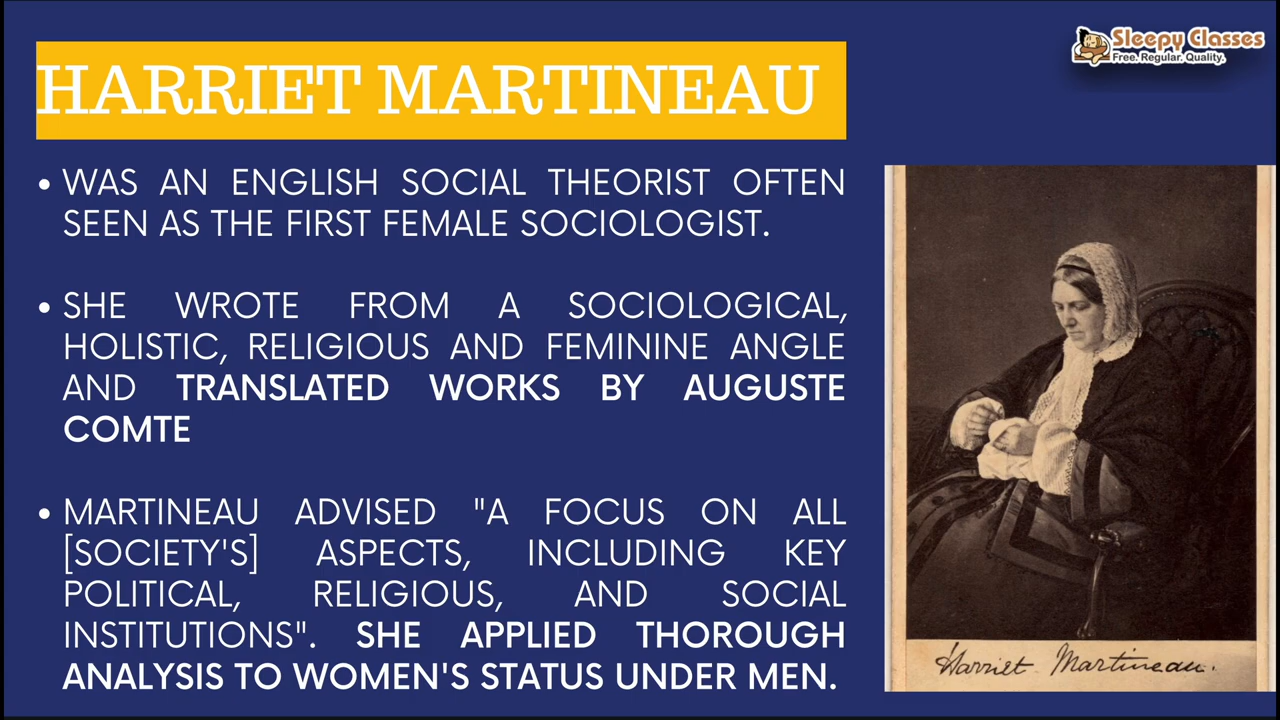 Sleepy Classes
Free. Regular. Quality.
HARRIET MARTINEAU
• WAS AN ENGLISH SOCIAL THEORIST OFTEN
SEEN AS THE FIRST FEMALE SOCIOLOGIST.
• SHE WROTE FROM A SOCIOLOGICAL,
HOLISTIC, RELIGIOUS AND FEMININE ANGLE
AND TRANSLATED WORKS BY AUGUSTE
COMTE
• MARTINEAU ADVISED "A FOCUS ON ALL
[SOCIETY'S] ASPECTS, INCLUDING KEY
POLITICAL, RELIGIOUS, AND SOCIAL
INSTITUTIONS". SHE APPLIED THOROUGH
ANALYSIS TO WOMEN'S STATUS UNDER MEN.
Harriet Martineau.